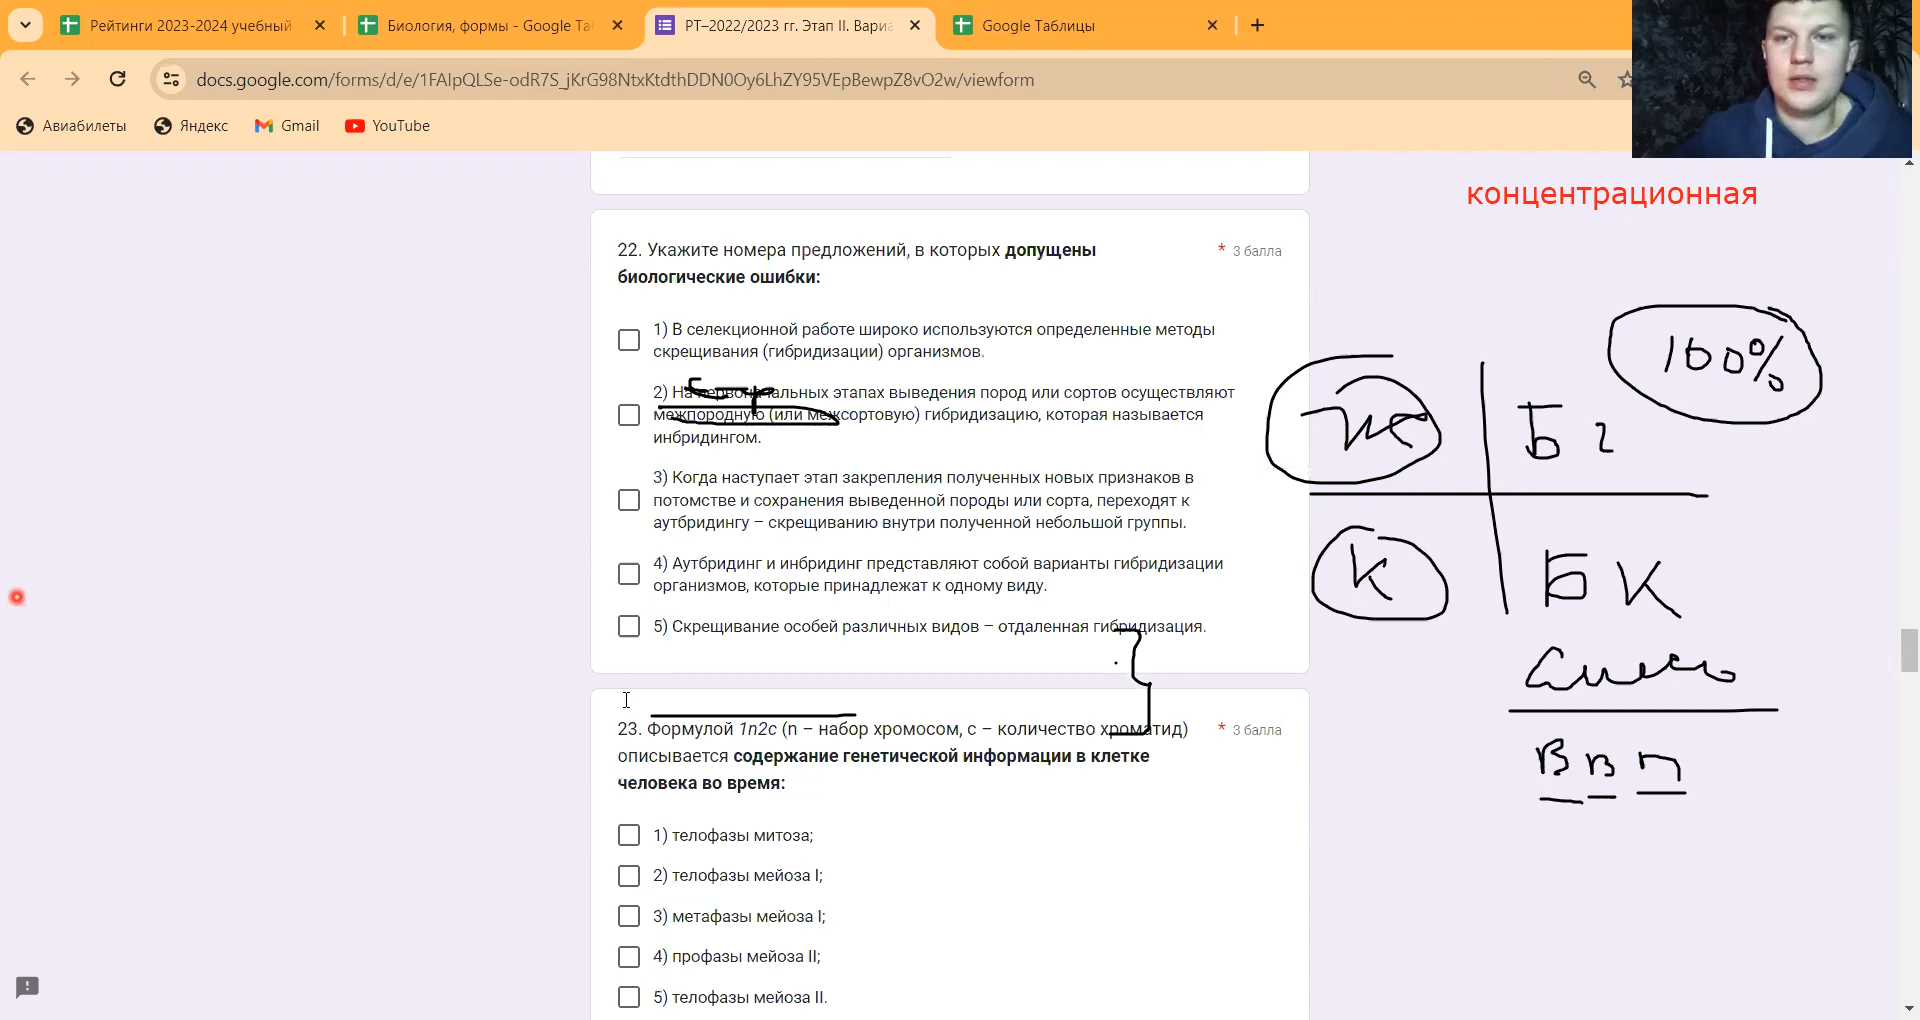 Рейтинги 2023-2024 учебный
Биология, формы - Google Та
РТ–2022/2023 гг. Этап II. Вариа
Google Таблицы
docs.google.com/forms/d/e/1FAIpQLSe-odR7S_jKrG98NtxKtdthDDN0Oy6LhZY95VEpBewpZ8vO2w/viewform
Авиабилеты
Яндекс
Gmail
YouTube
концентрационная
22. Укажите номера предложений, в которых допущены
биологические ошибки:
* 3 балла
1) В селекционной работе широко используются определенные методы
скрещивания (гибридизации) организмов.
2) На первоначальных этапах выведения пород или сортов осуществляют
межпородную (или межсортовую) гибридизацию, которая называется
инбридингом.
3) Когда наступает этап закрепления полученных новых признаков в
потомстве и сохранения выведенной породы или сорта, переходят к
аутбридингу – скрещиванию внутри полученной небольшой группы.
4) Аутбридинг и инбридинг представляют собой варианты гибридизации
организмов, которые принадлежат к одному виду.
5) Скрещивание особей различных видов – отдаленная гибридизация.
100%
Б г
К
Б К
В в п
23. Формулой 1n2c (n – набор хромосом, с – количество хроматид)
описывается содержание генетической информации в клетке
человека во время:
* 3 балла
1) телофазы митоза;
2) телофазы мейоза I;
3) метафазы мейоза I;
4) профазы мейоза II;
5) телофазы мейоза II.